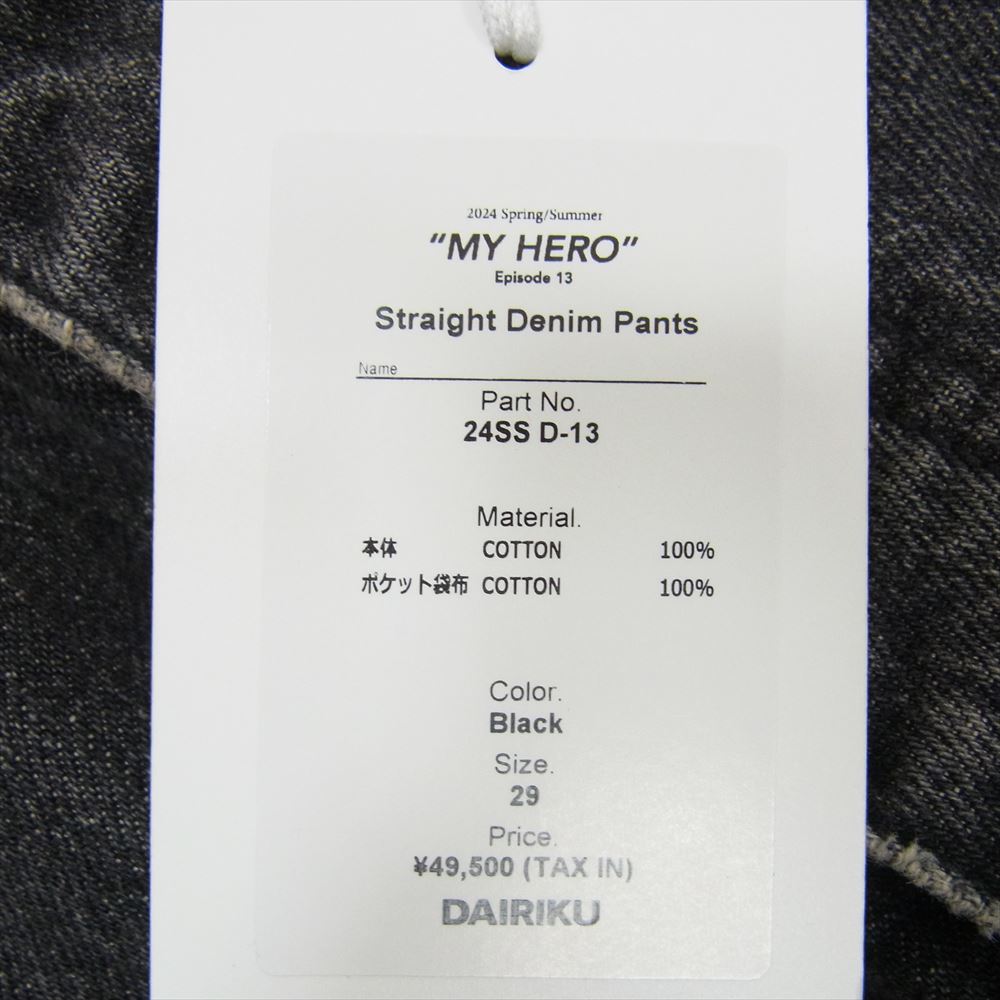 2024 Spring/Summer
“MY HERO”
Episode 13
Straight Denim Pants
Name
Part No.
24SS D-13
Material.
本体 COTTON 100%
ポケット袋布 COTTON 100%
Color.
Black
Size.
29
Price.
¥49,500 (TAX IN)
DAIRIKU